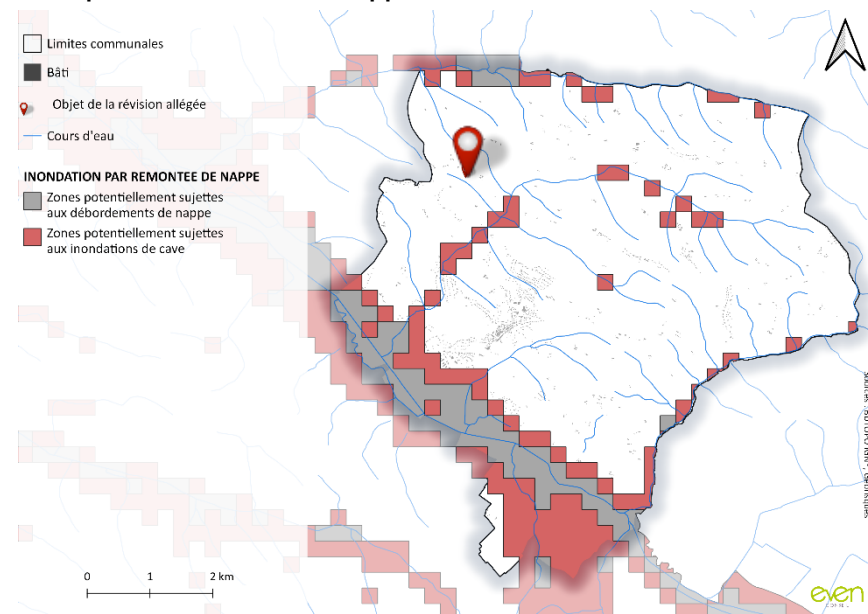 Limites communales
Bâti
Objet de la révision allégée
Cours d'eau
INONDATION PAR REMONTEE DE NAPPE
Zones potentiellement sujettes
aux débordements de nappe
Zones potentiellement sujettes
aux inondations de cave
0 1 2 km
even